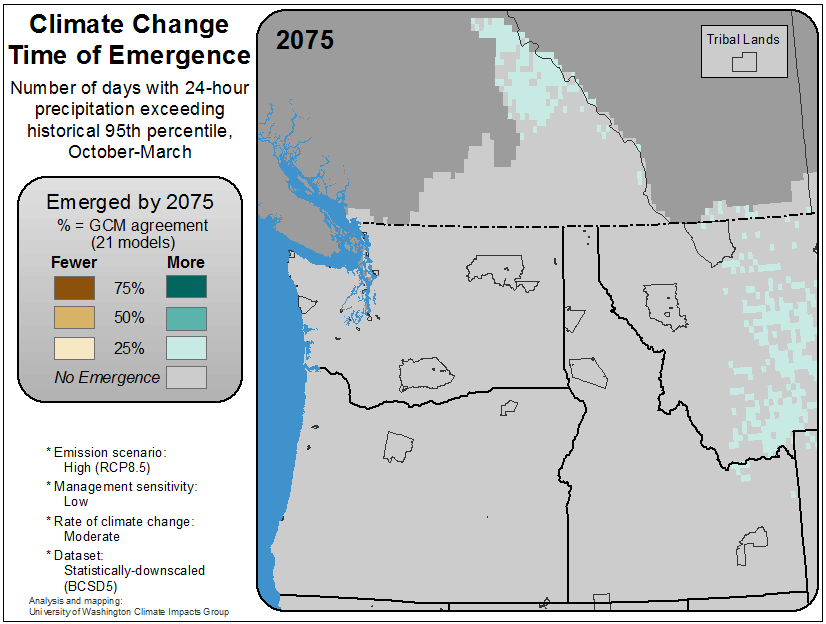 Climate Change
Time of Emergence
Number of days with 24-hour
precipitation exceeding
historical 95th percentile,
October-March
Emerged by 2075
% = GCM agreement
(21 models)
Fewer More
75%
50%
25%
No Emergence
* Emission scenario:
High (RCP8.5)
* Management sensitivity:
Low
* Rate of climate change:
Moderate
* Dataset:
Statistically-downscaled
(BCSD5)
Analysis and mapping:
University of Washington Climate Impacts Group
2075
Tribal Lands